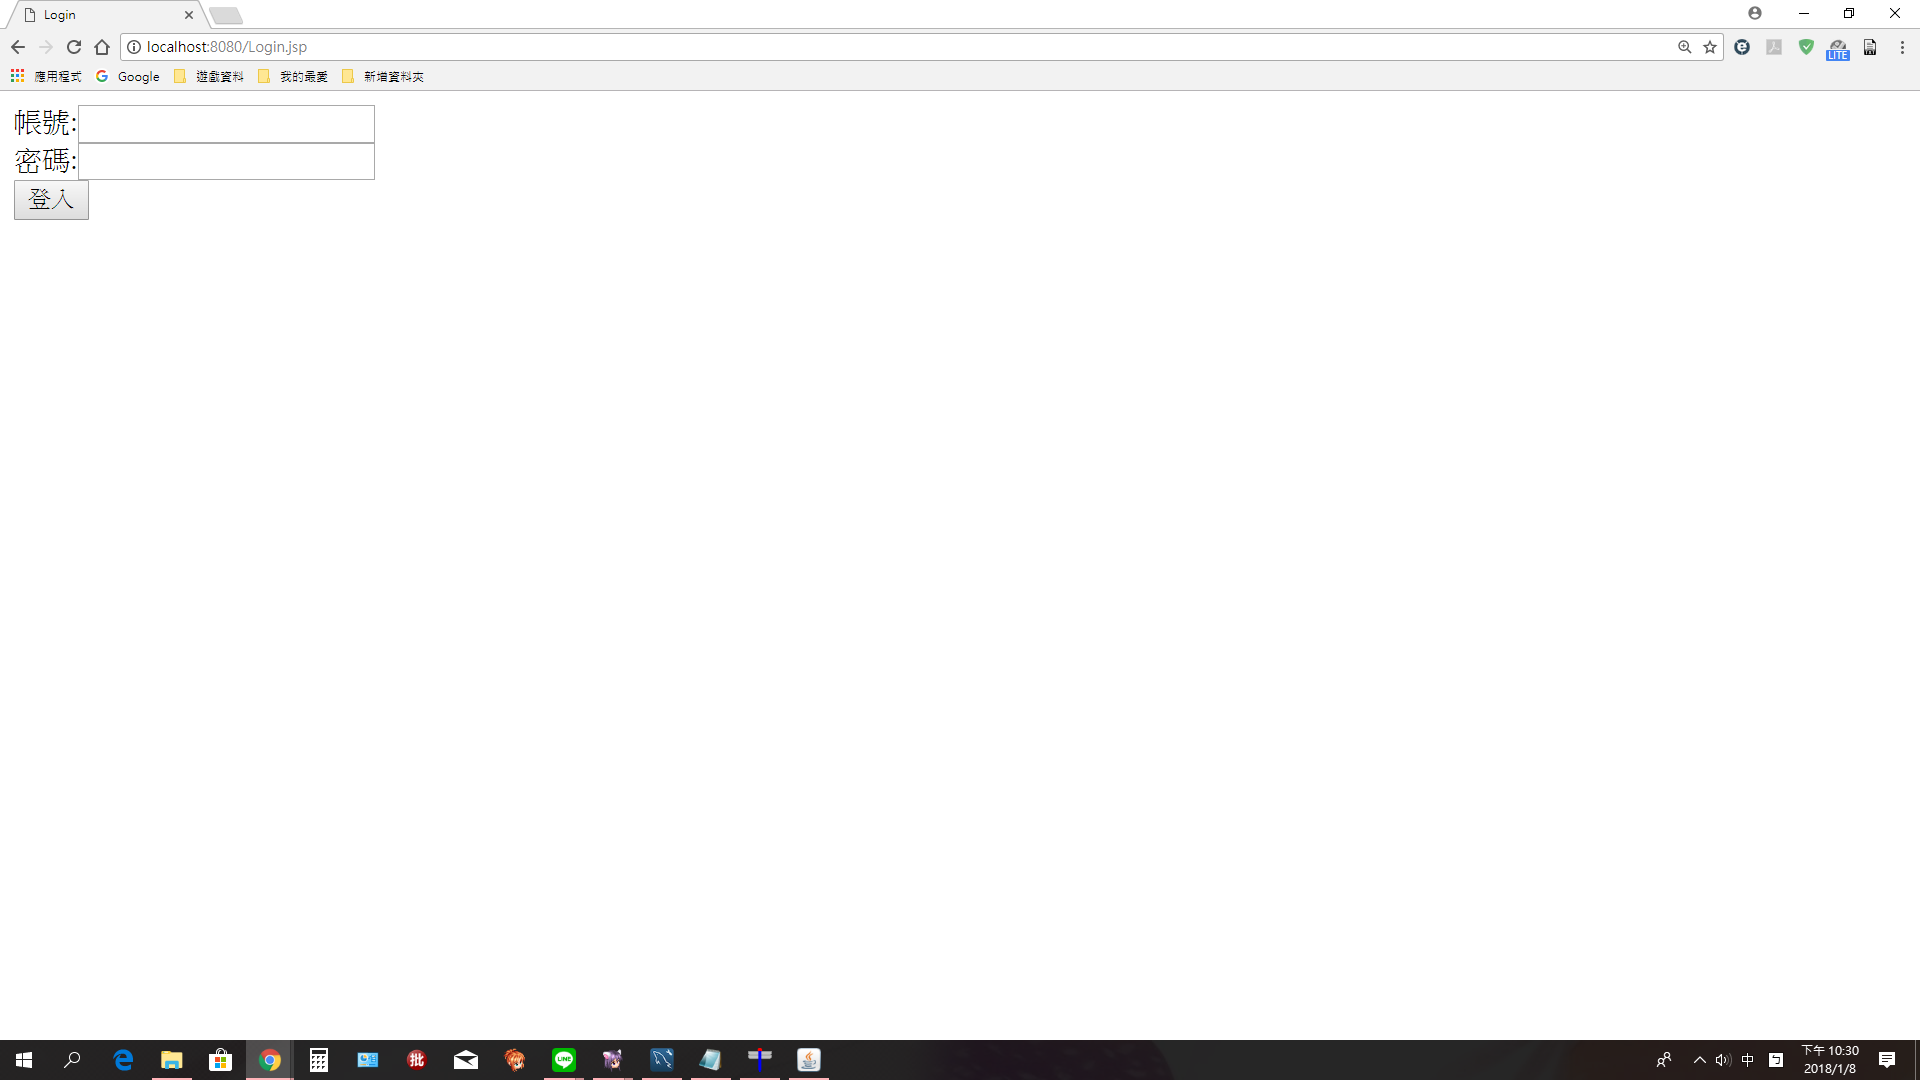 Login
localhost:8080/Login.jsp
LITE
應用程式 Google 遊戲資料 我的最愛 新增資料夾
帳號:
密碼:
登入
批 LINE 中 ㄅ 下午 10:30
2018/1/8